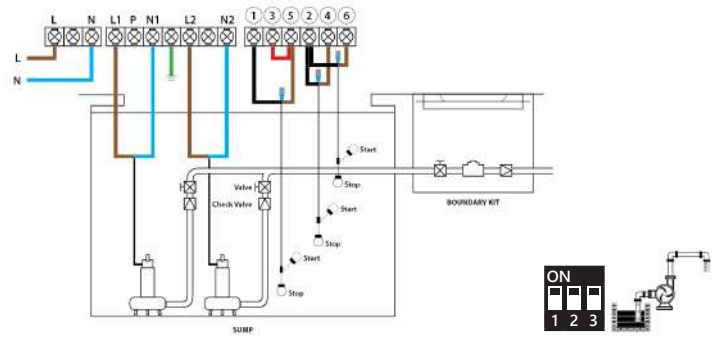 L N L1 P N1 L2 N2 1 3 5 2 4 6
L
N
Start
Stop
Valve
Start
Check Valve
Stop
Start
Stop
BOUNDARY KIT
SUMP
ON
1 2 3